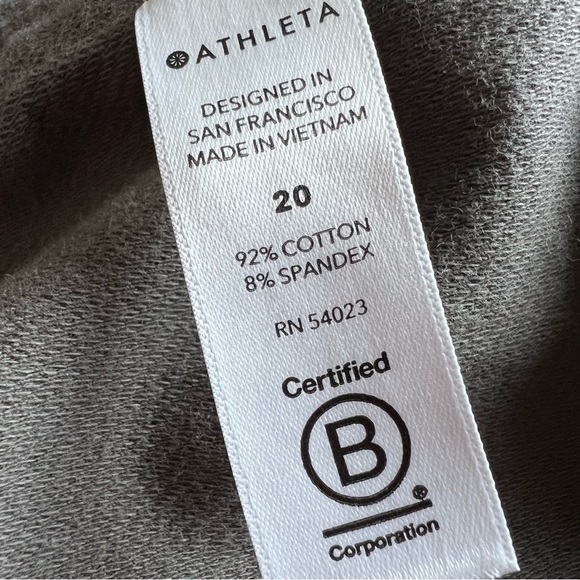 ATHLETA
DESIGNED IN
SAN FRANCISCO
MADE IN VIETNAM
20
92% COTTON
8% SPANDEX
RN 54023
Certified
B
®
Corporation